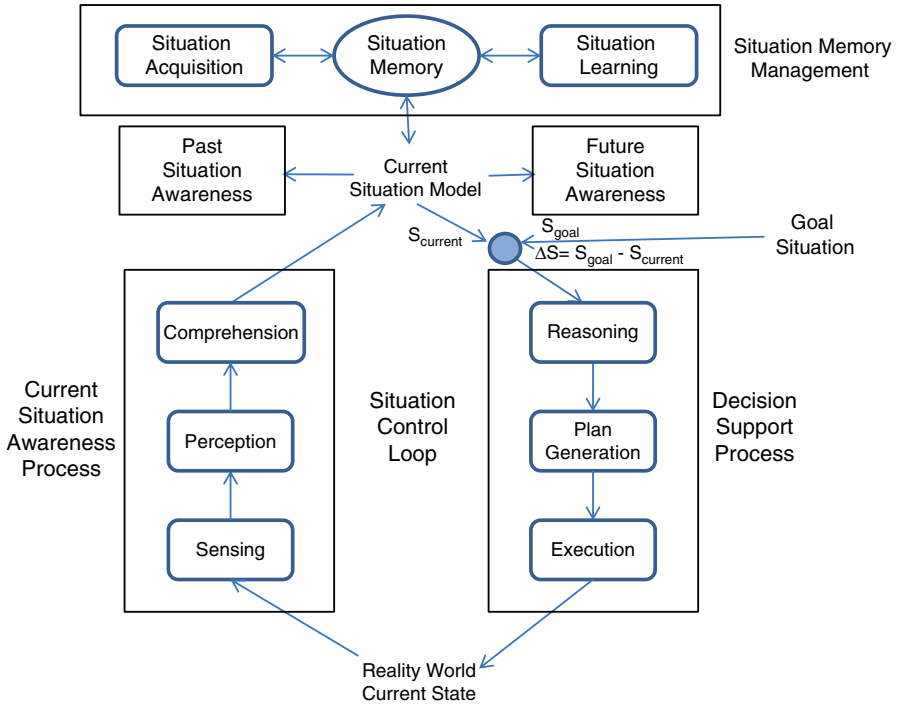 Situation
Acquisition
Situation
Memory
Situation
Learning
Situation Memory
Management
Past
Situation
Awareness
Current
Situation Model
Future
Situation
Awareness
S_current
S_goal
ΔS= S_goal - S_current
Goal
Situation
Comprehension
Perception
Sensing
Current
Situation
Awareness
Process
Situation
Control
Loop
Reasoning
Plan
Generation
Execution
Decision
Support
Process
Reality World
Current State